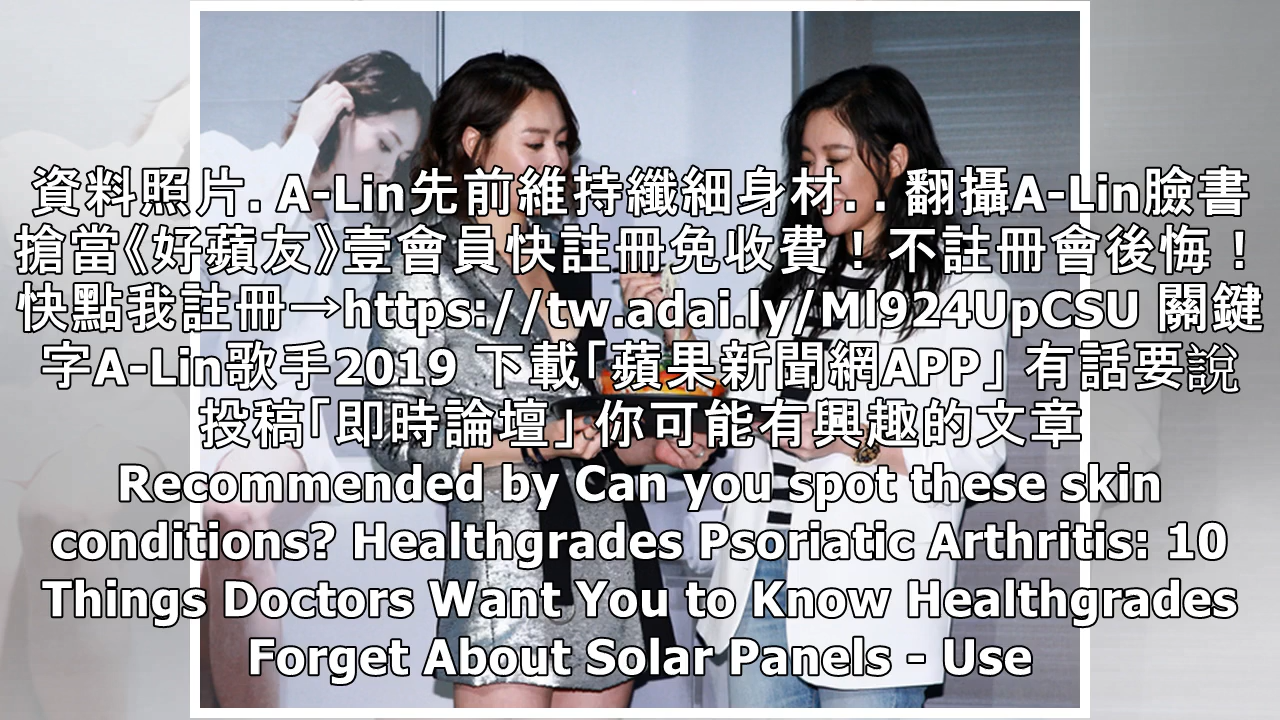 資料照片. A-Lin先前維持纖細身材. . 翻攝A-Lin臉書
搶當《好蘋友》壹會員快註冊免收費！不註冊會後悔！
快點我註冊→https://tw.adai.ly/Ml924UpCSU 關鍵
字A-Lin歌手2019 下載「蘋果新聞網APP」 有話要說
投稿「即時論壇」 你可能有興趣的文章
Recommended by Can you spot these skin
conditions? Healthgrades Psoriatic Arthritis: 10
Things Doctors Want You to Know Healthgrades
Forget About Solar Panels - Use